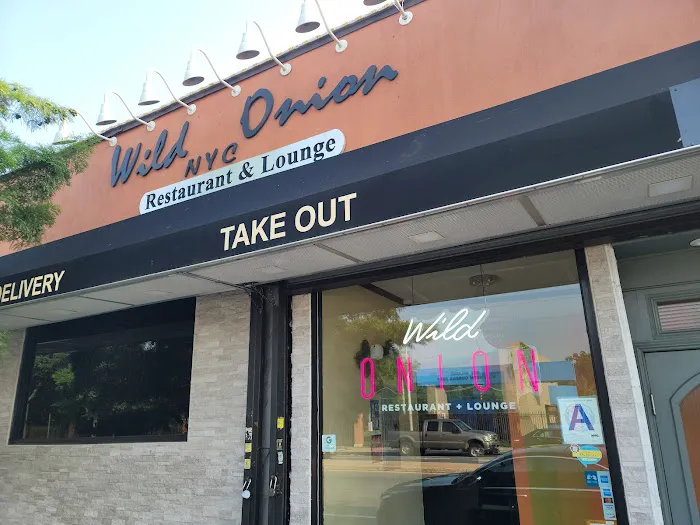 Wild Onion
NYC
Restaurant & Lounge
TAKE OUT
DELIVERY
Wild
ONION
RESTAURANT + LOUNGE
A